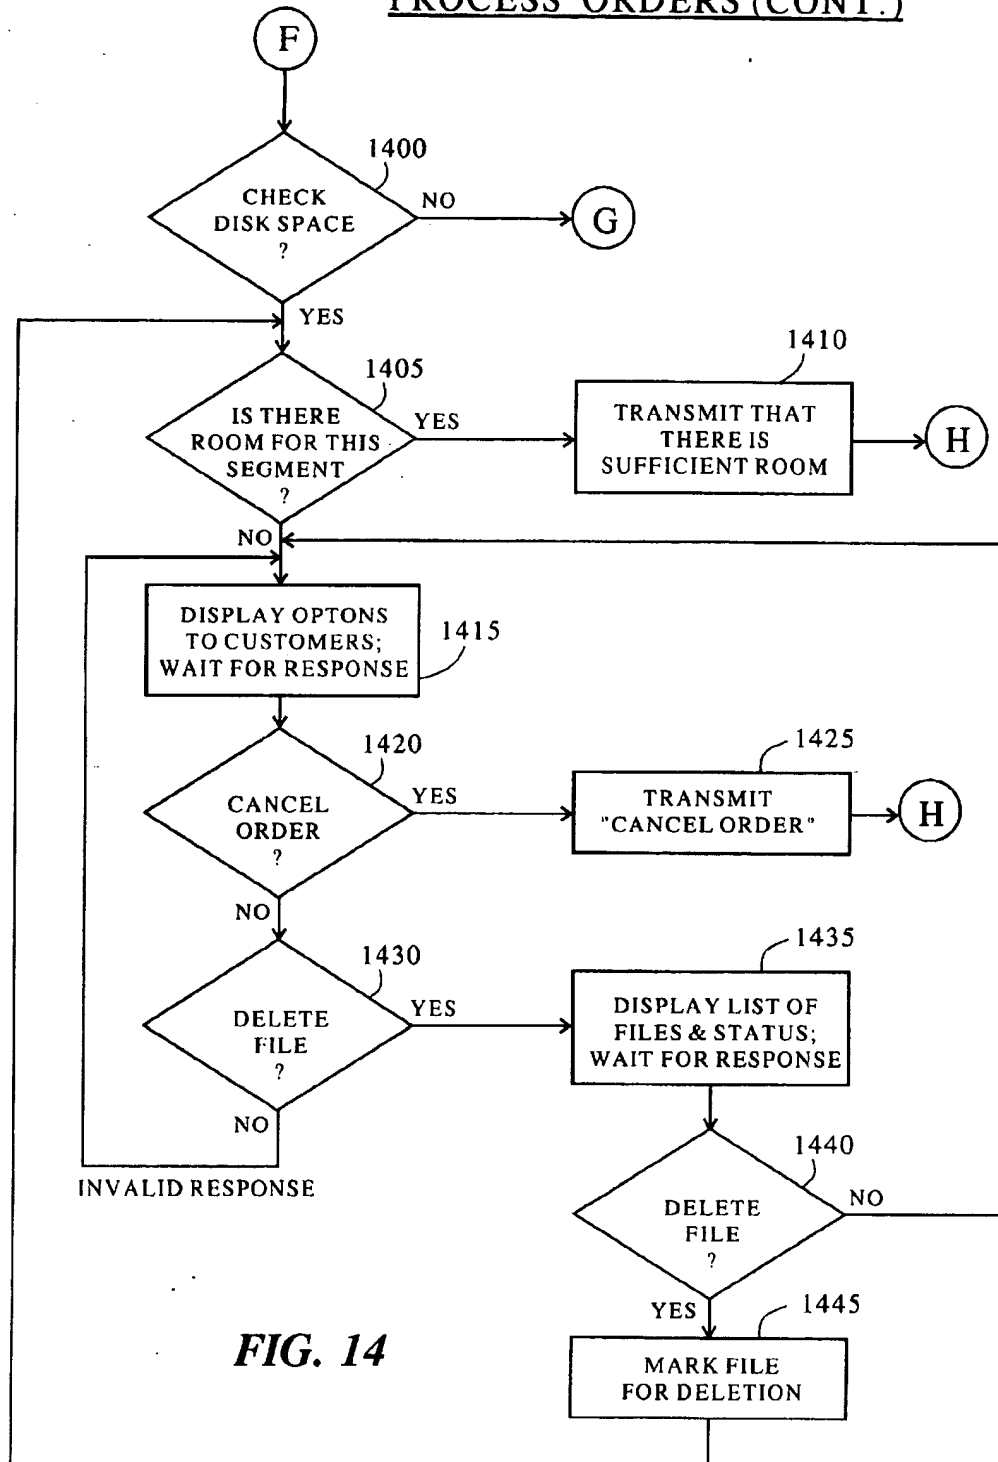 PROCESS ORDERS (CONT.)
F
1400
CHECK
DISK SPACE
?
NO
G
YES
1405
IS THERE
ROOM FOR THIS
SEGMENT
?
YES
1410
TRANSMIT THAT
THERE IS
SUFFICIENT ROOM
H
NO
DISPLAY OPTONS
TO CUSTOMERS;
WAIT FOR RESPONSE
1415
1420
CANCEL
ORDER
?
YES
1425
TRANSMIT
"CANCEL ORDER"
H
NO
1430
DELETE
FILE
?
YES
1435
DISPLAY LIST OF
FILES & STATUS;
WAIT FOR RESPONSE
NO
INVALID RESPONSE
1440
DELETE
FILE
?
NO
YES
1445
MARK FILE
FOR DELETION
FIG. 14